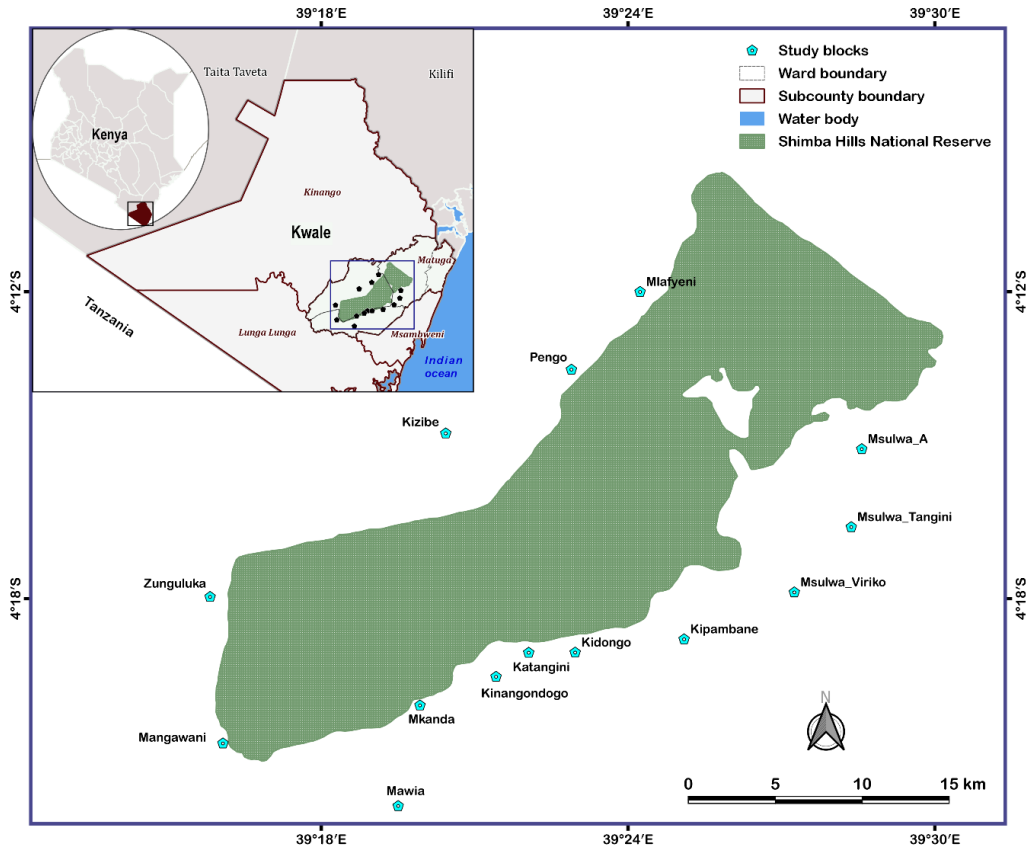 39°18′E
39°24′E
39°30′E
Taita Taveta
Kilifi
Kenya
Kinango
Kwale
Matuga
Tanzania
Lunga Lunga
Msambweni
Indian
ocean
Study blocks
Ward boundary
Subcounty boundary
Water body
Shimba Hills National Reserve
4°12′S
4°12′S
Mlafyeni
Pengo
Kizibe
Msulwa_A
Msulwa_Tangini
Zunguluka
Msulwa_Viriko
4°18′S
4°18′S
Kipambane
Kidongo
Katangini
Kinangondogo
Mkanda
Mangawani
Mawia
N
0 5 10 15 km
39°18′E
39°24′E
39°30′E